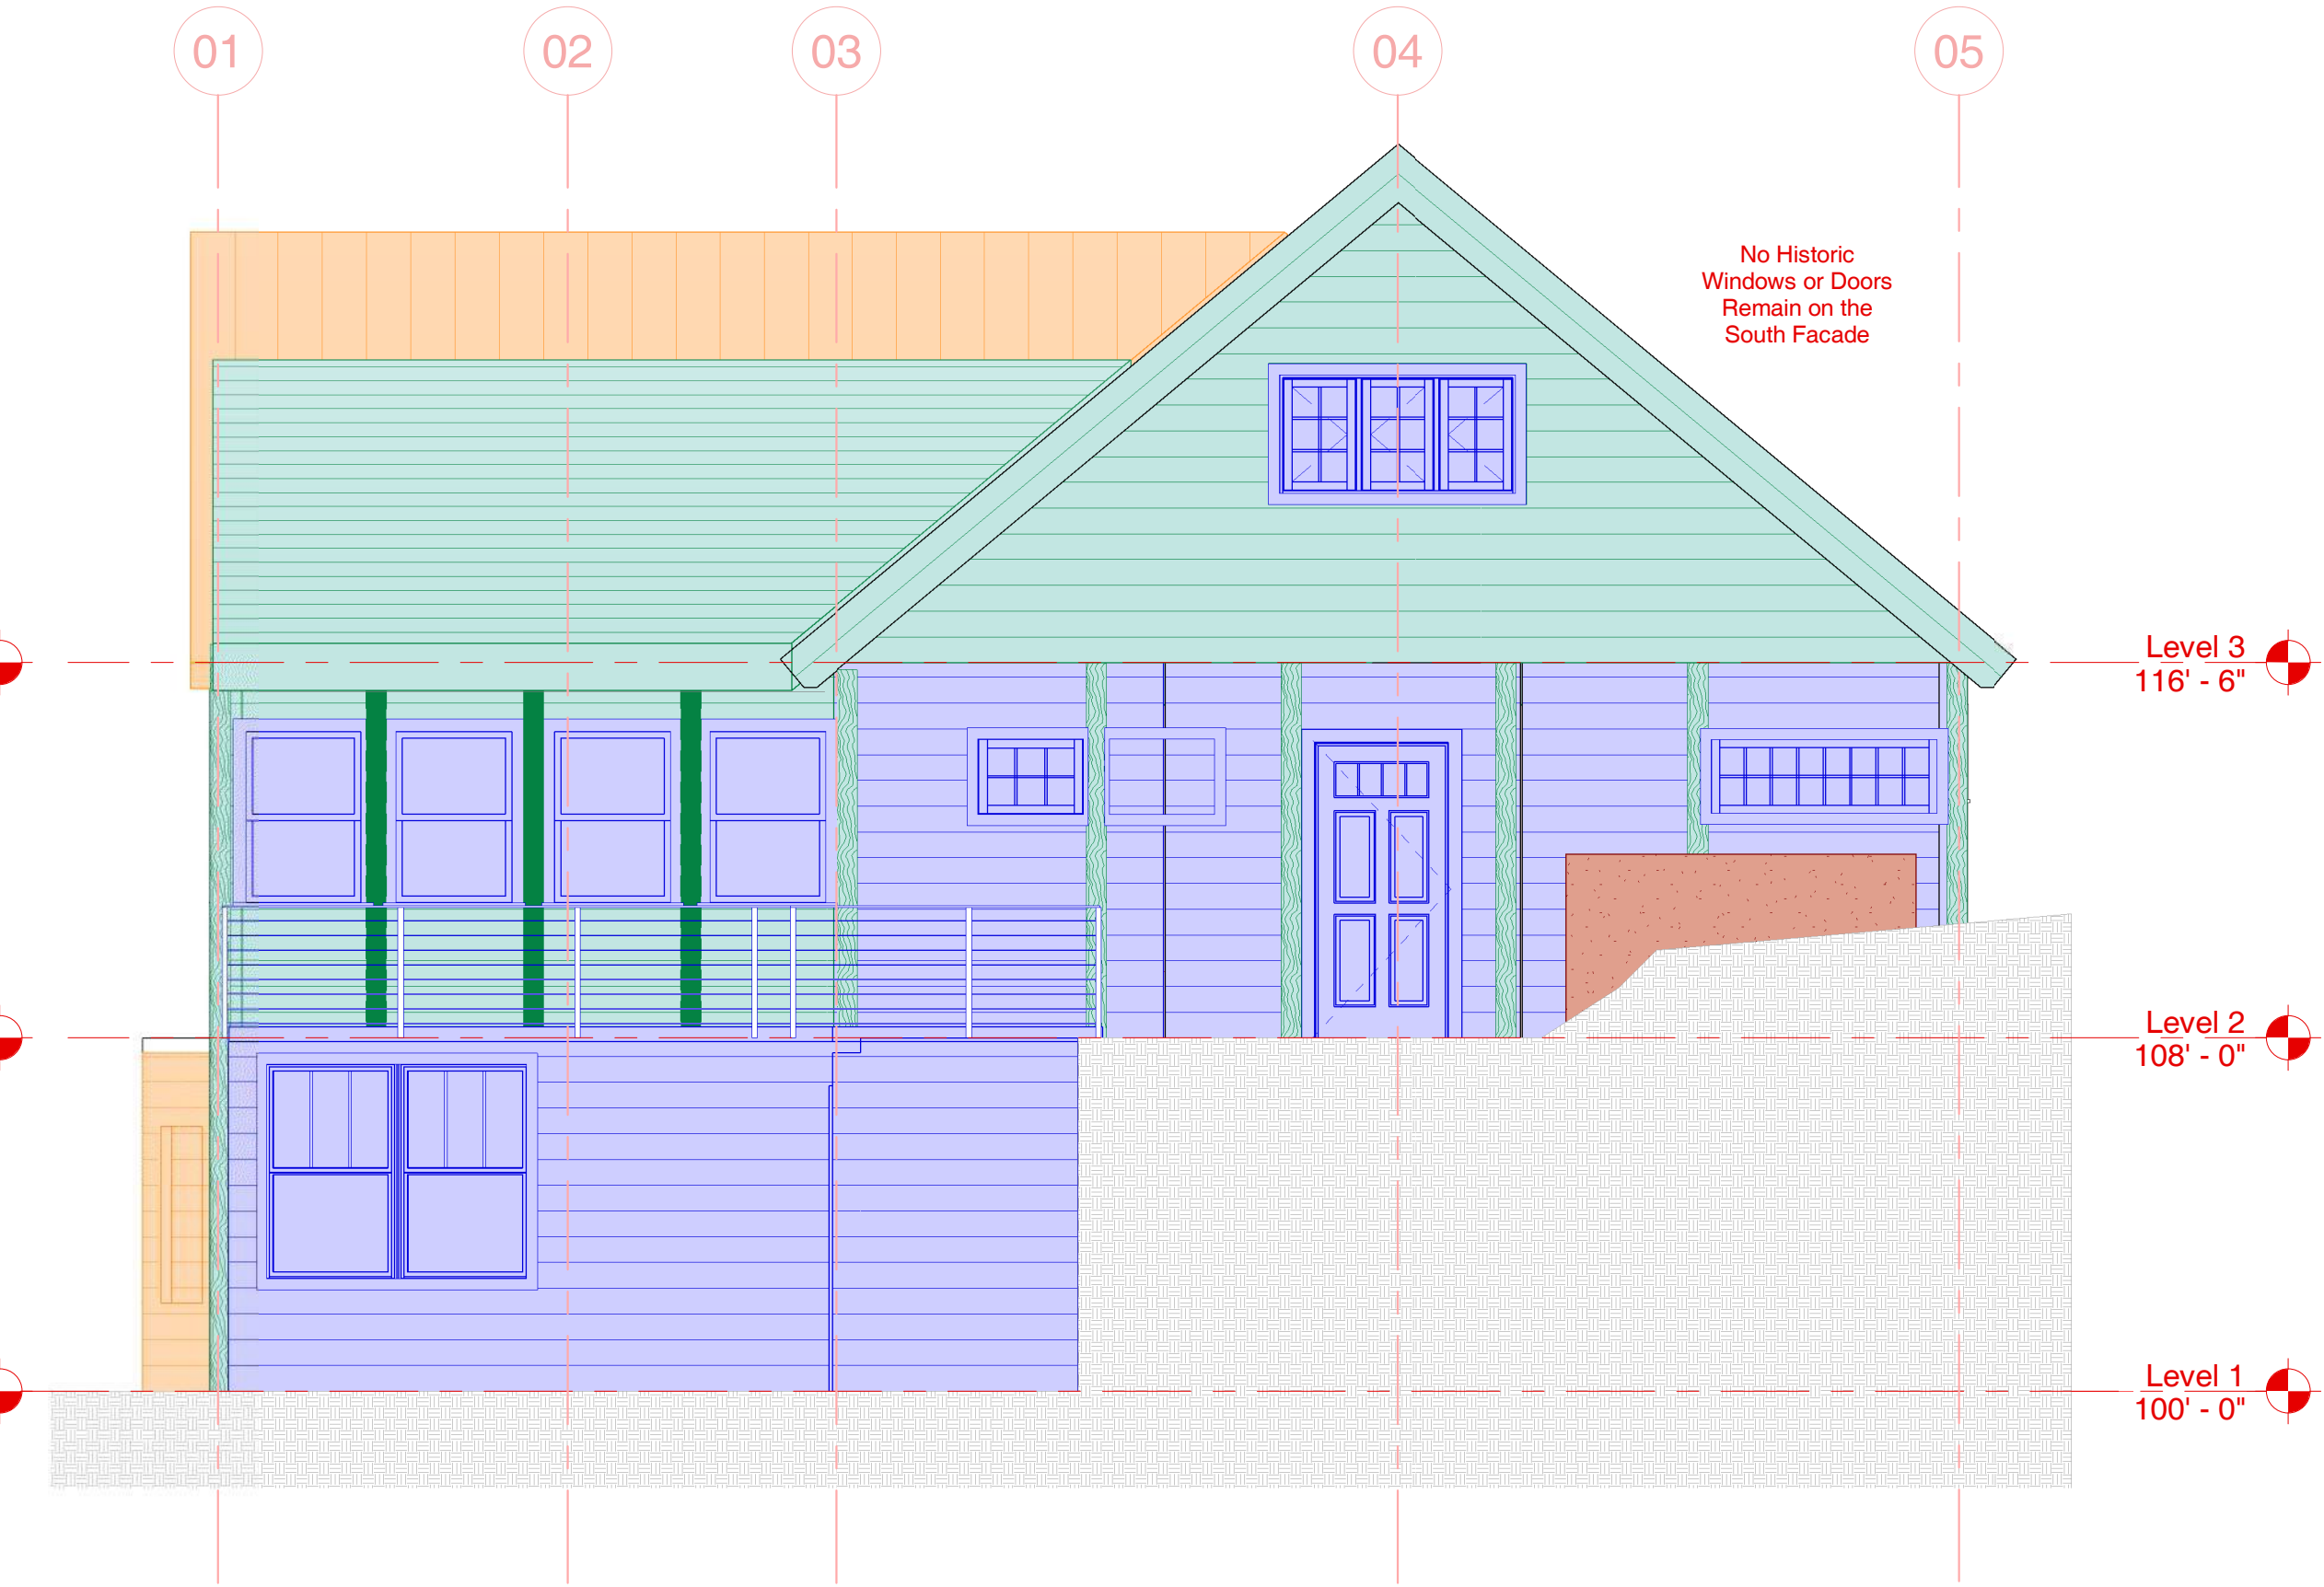 01
02
03
04
05
No Historic
Windows or Doors
Remain on the
South Facade
Level 3
116' - 6"
Level 2
108' - 0"
Level 1
100' - 0"